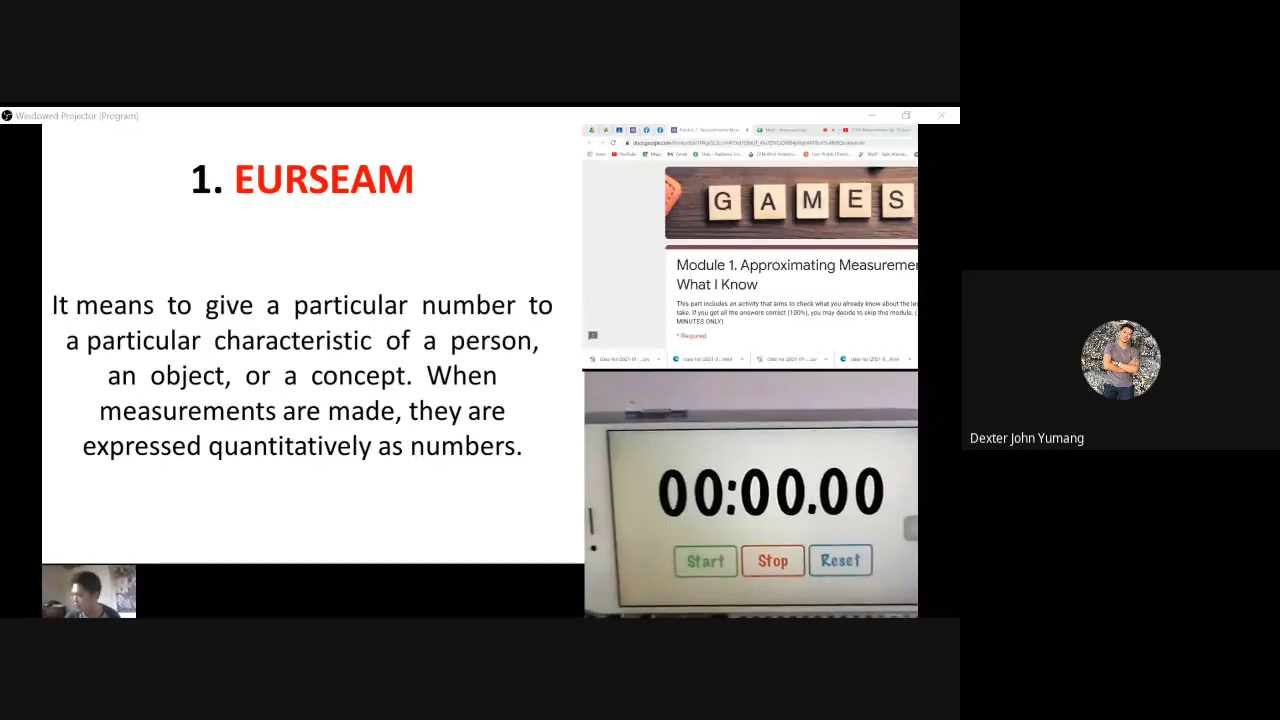 Windowed Projector (Program)
1. EURSEAM
It means to give a particular number to
a particular characteristic of a person,
an object, or a concept. When
measurements are made, they are
expressed quantitatively as numbers.
GAMES
Module 1. Approximating Measureme
What I Know
This part includes an activity that aims to check what you already know about the les
take. If you get all the answers correct (100%), you may decide to skip this module. (
MINUTES ONLY)
* Required
00:00.00
Start Stop Reset
Dexter John Yumang